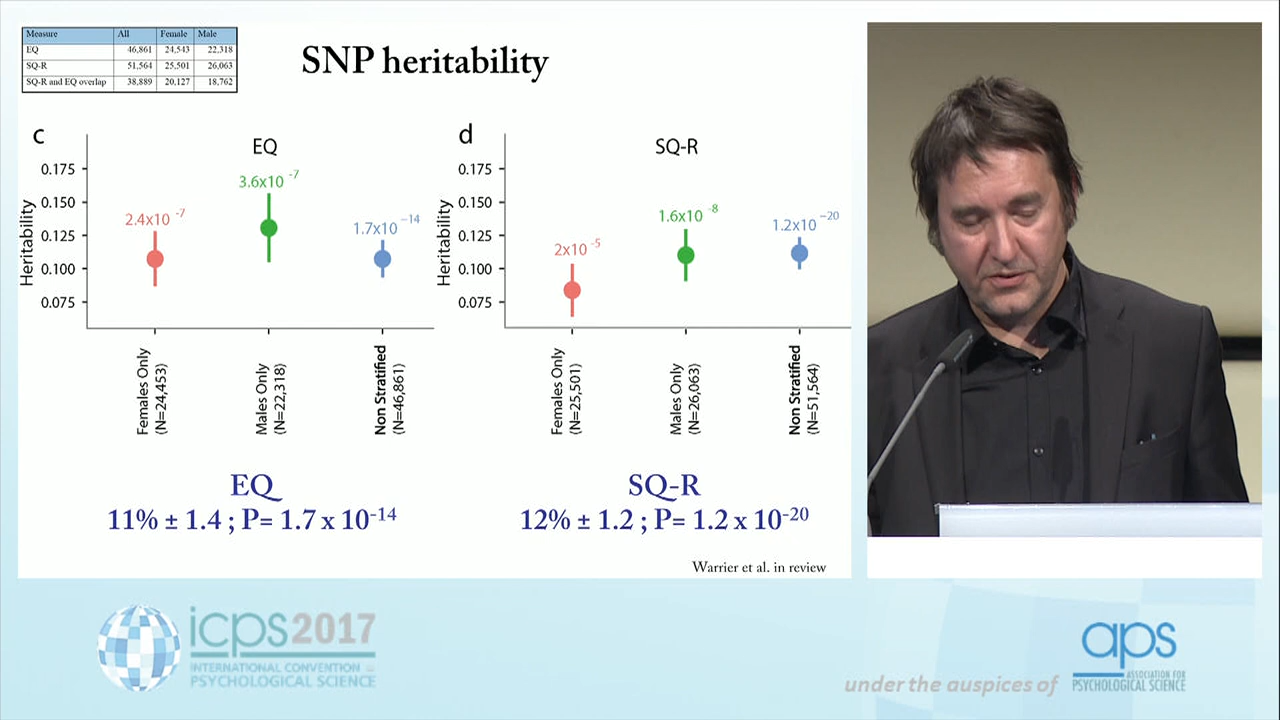 Measure All Female Male
EQ 46,861 24,543 22,318
SQ-R 51,564 25,501 26,063
SQ-R and EQ overlap 38,889 20,127 18,762
SNP heritability
c
EQ
Heritability
0.175
0.150
0.125
0.100
0.075
2.4x10 -7
3.6x10 -7
1.7x10 -14
Females Only
(N=24,453)
Males Only
(N=22,318)
Non Stratified
(N=46,861)
d
SQ-R
Heritability
0.175
0.150
0.125
0.100
0.075
2x10 -5
1.6x10 -8
1.2x10 -20
Females Only
(N=25,501)
Males Only
(N=26,063)
Non Stratified
(N=51,564)
EQ
11% ± 1.4 ; P= 1.7 x 10-14
SQ-R
12% ± 1.2 ; P= 1.2 x 10-20
Warrier et al. in review
icps2017
INTERNATIONAL CONVENTION OF
PSYCHOLOGICAL SCIENCE
under the auspices of
aps
ASSOCIATION FOR
PSYCHOLOGICAL SCIENCE